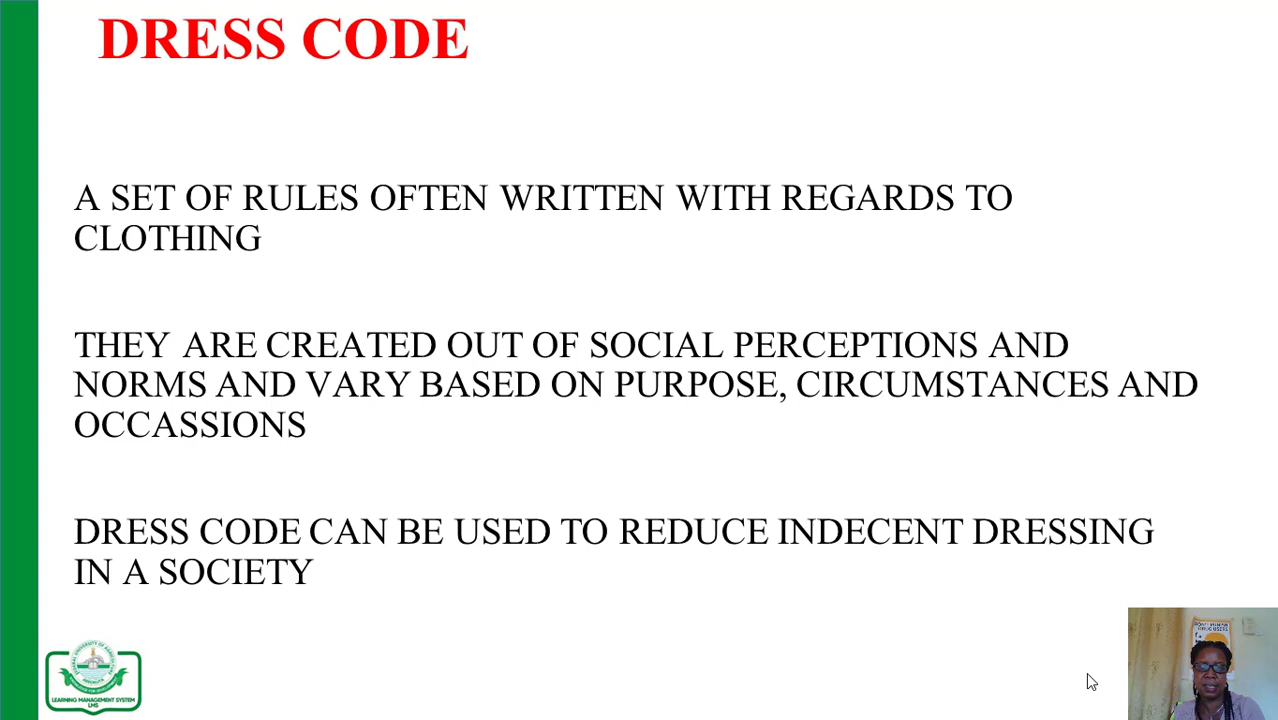 DRESS CODE
A SET OF RULES OFTEN WRITTEN WITH REGARDS TO
CLOTHING
THEY ARE CREATED OUT OF SOCIAL PERCEPTIONS AND
NORMS AND VARY BASED ON PURPOSE, CIRCUMSTANCES AND
OCCASSIONS
DRESS CODE CAN BE USED TO REDUCE INDECENT DRESSING
IN A SOCIETY
LEARNING MANAGEMENT SYSTEM
LMS
DRUG USERS